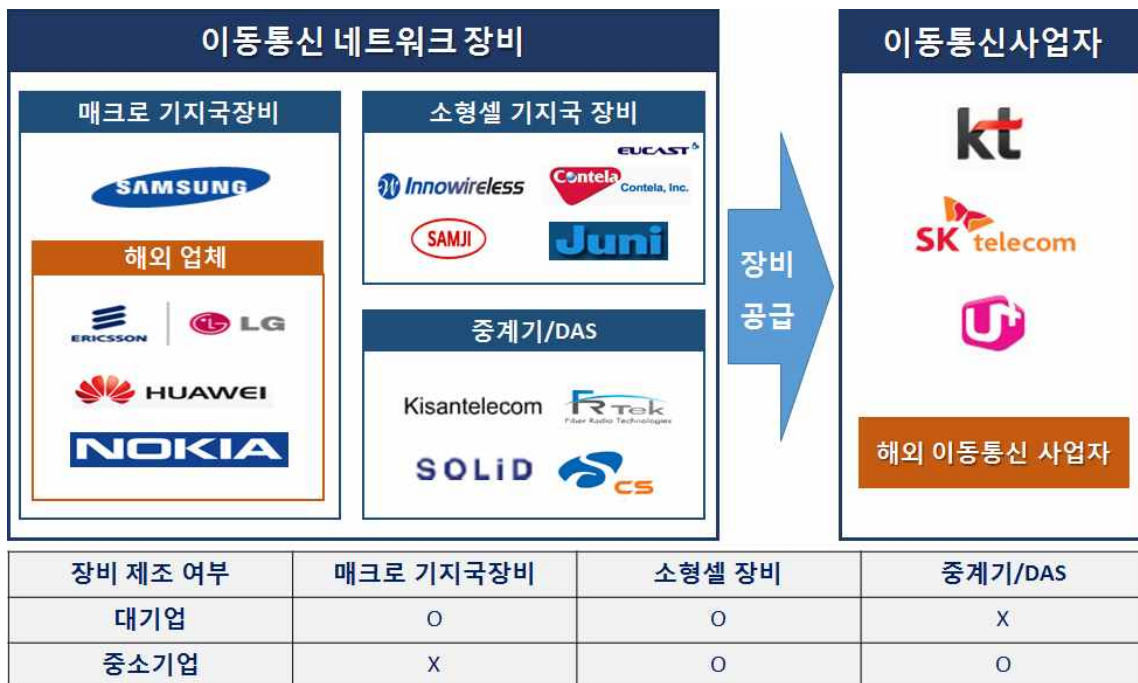 이동통신 네트워크 장비
매크로 기지국장비
SAMSUNG
해외 업체
ERICSSON
LG
HUAWEI
NOKIA
소형셀 기지국 장비
EUCAST
Innowireless
Contela
Contela, Inc.
SAMJI
Juni
중계기/DAS
Kisantelecom
FRTek
Fiber Radio Technologies
SOLiD
CS
장비
공급
이동통신사업자
kt
SK telecom
U+
해외 이동통신 사업자
장비 제조 여부 매크로 기지국장비 소형셀 장비 중계기/DAS
대기업 O O X
중소기업 X O O